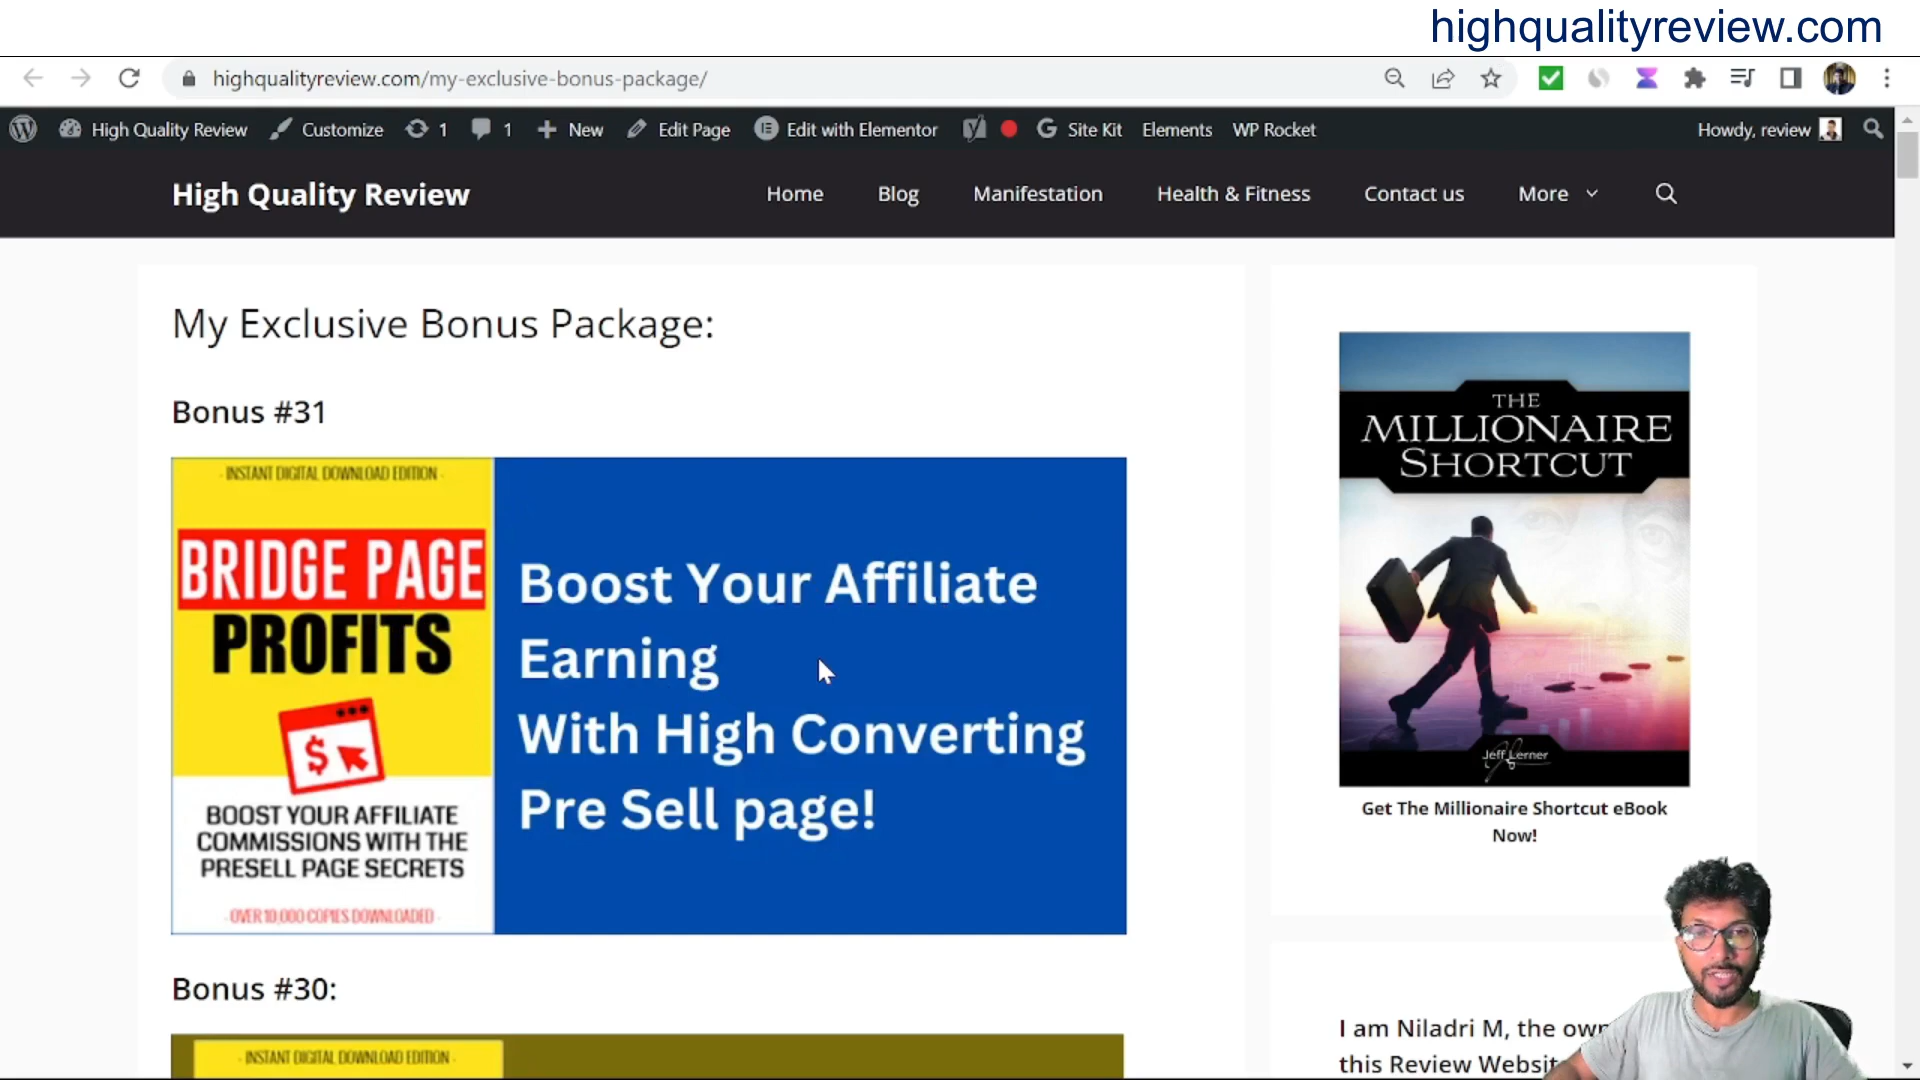 highqualityreview.com
highqualityreview.com/my-exclusive-bonus-package/
High Quality Review Customize 1 1 New Edit Page Edit with Elementor Site Kit Elements WP Rocket Howdy, review
High Quality Review Home Blog Manifestation Health & Fitness Contact us More
My Exclusive Bonus Package:
Bonus #31
- INSTANT DIGITAL DOWNLOAD EDITION -
BRIDGE PAGE
PROFITS
$
BOOST YOUR AFFILIATE
COMMISSIONS WITH THE
PRESELL PAGE SECRETS
- OVER 10,000 COPIES DOWNLOADED -
Boost Your Affiliate
Earning
With High Converting
Pre Sell page!
Bonus #30:
- INSTANT DIGITAL DOWNLOAD EDITION -
THE
MILLIONAIRE
SHORTCUT
Jeff Lerner
Get The Millionaire Shortcut eBook
Now!
I am Niladri M, the
this Review